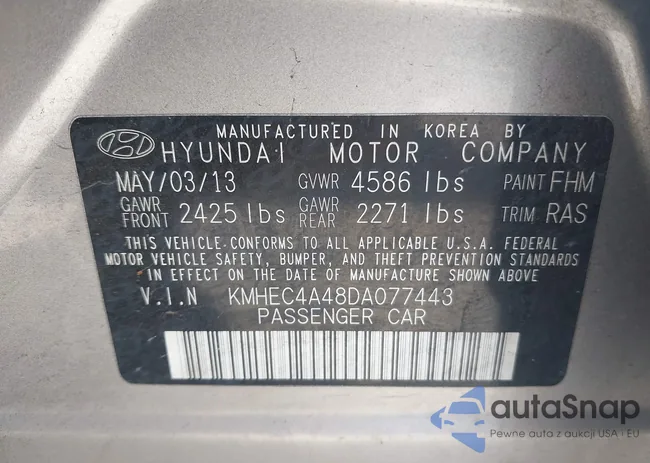 MANUFACTURED IN KOREA BY
HYUNDAI MOTOR COMPANY
MAY/03/13 GVWR 4586 lbs PAINT FHM
GAWR FRONT 2425 lbs GAWR REAR 2271 lbs TRIM RAS
THIS VEHICLE CONFORMS TO ALL APPLICABLE U.S.A. FEDERAL
MOTOR VEHICLE SAFETY, BUMPER, AND THEFT PREVENTION STANDARDS
IN EFFECT ON THE DATE OF MANUFACTURE SHOWN ABOVE
V.I.N KMHEC4A48DA077443
PASSENGER CAR
autoSnap
Pewne auta z aukcji USA i EU